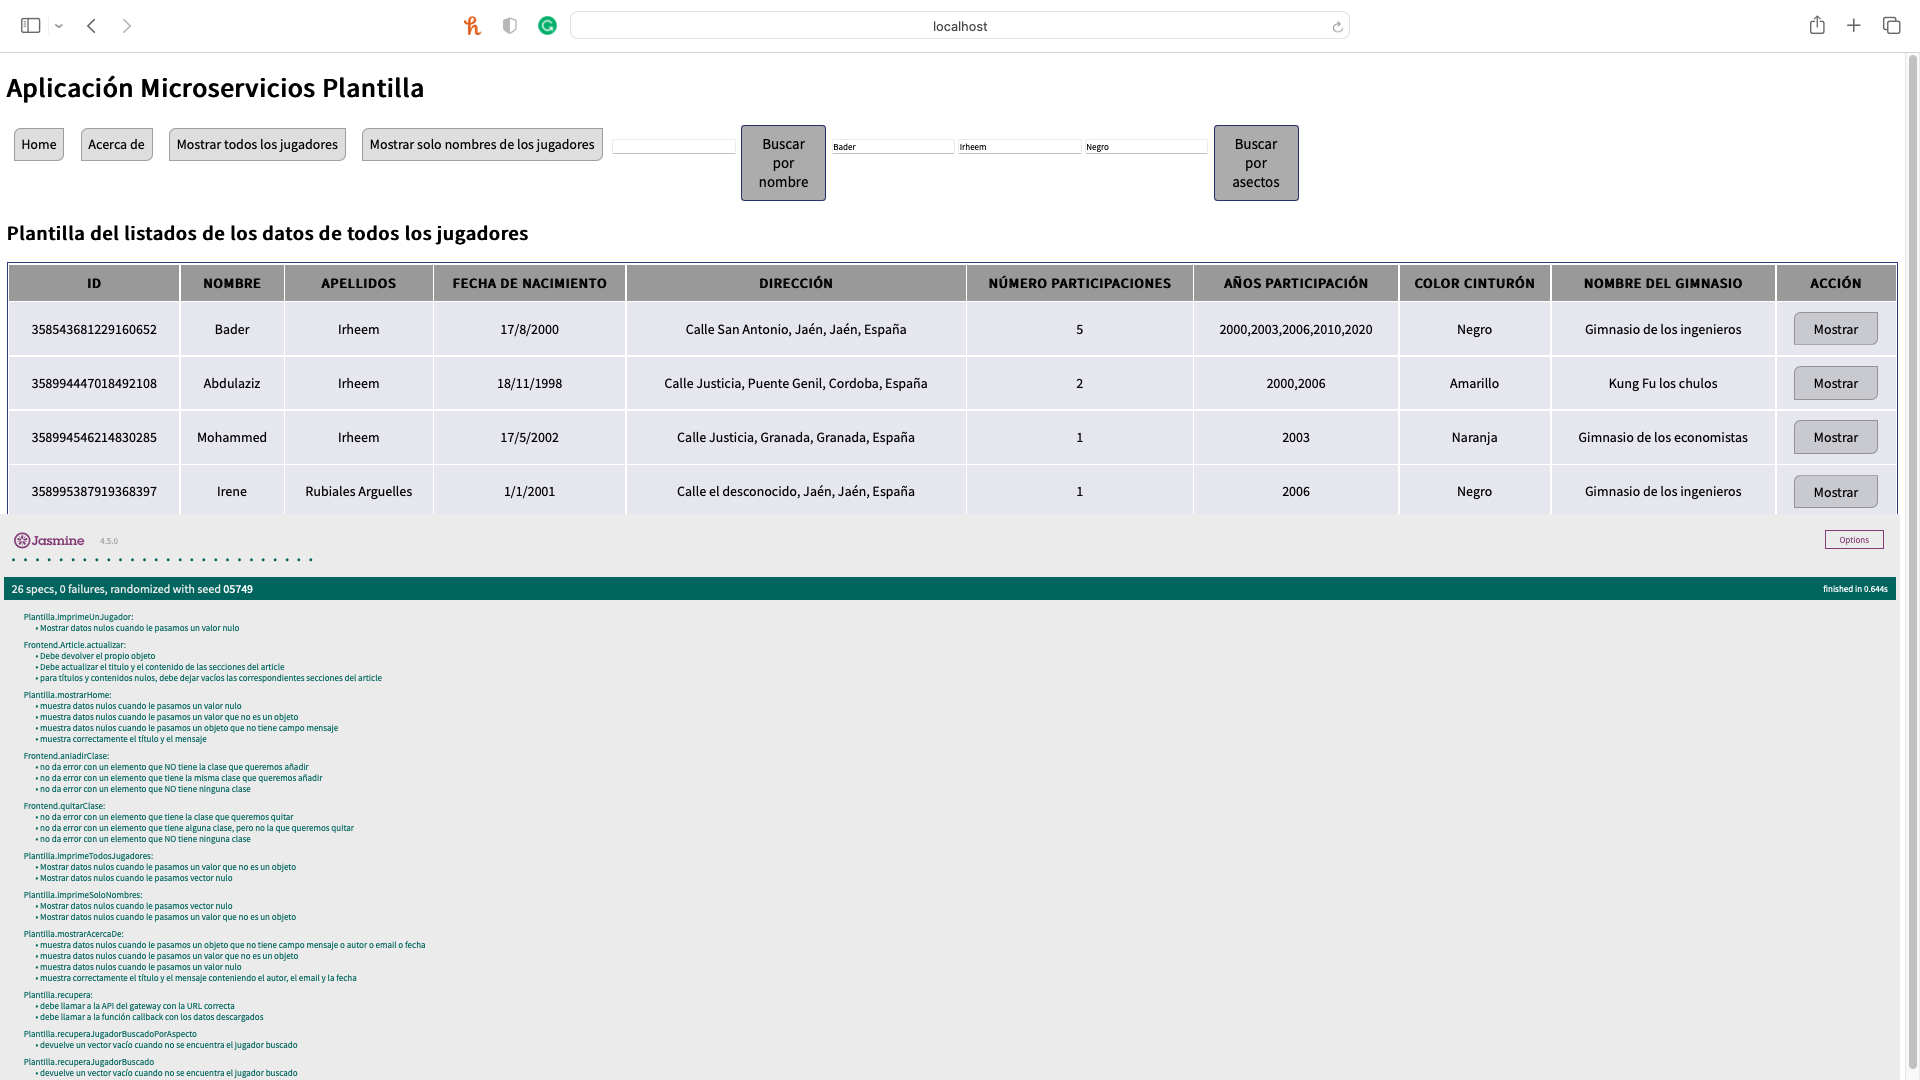 localhost
Aplicación Microservicios Plantilla
Home
Acerca de
Mostrar todos los jugadores
Mostrar solo nombres de los jugadores
Buscar
por
nombre
Bader
Irheem
Negro
Buscar
por
asectos
Plantilla del listados de los datos de todos los jugadores
ID NOMBRE APELLIDOS FECHA DE NACIMIENTO DIRECCIÓN NÚMERO PARTICIPACIONES AÑOS PARTICIPACIÓN COLOR CINTURÓN NOMBRE DEL GIMNASIO ACCIÓN
358543681229160652 Bader Irheem 17/8/2000 Calle San Antonio, Jaén, Jaén, España 5 2000,2003,2006,2010,2020 Negro Gimnasio de los ingenieros Mostrar
358994447018492108 Abdulaziz Irheem 18/11/1998 Calle Justicia, Puente Genil, Cordoba, España 2 2000,2006 Amarillo Kung Fu los chulos Mostrar
358994546214830285 Mohammed Irheem 17/5/2002 Calle Justicia, Granada, Granada, España 1 2003 Naranja Gimnasio de los economistas Mostrar
358995387919368397 Irene Rubiales Arguelles 1/1/2001 Calle el desconocido, Jaén, Jaén, España 1 2006 Negro Gimnasio de los ingenieros Mostrar
Jasmine 4.5.0 Options
26 specs, 0 failures, randomized with seed 05749 finished in 0.644s
Plantilla.imprimeUnJugador:
• Mostrar datos nulos cuando le pasamos un valor nulo
Frontend.Article.actualizar:
• Debe devolver el propio objeto
• Debe actualizar el titulo y el contenido de las secciones del article
• para títulos y contenidos nulos, debe dejar vacíos las correspondientes secciones del article
Plantilla.mostrarHome:
• muestra datos nulos cuando le pasamos un valor nulo
• muestra datos nulos cuando le pasamos un valor que no es un objeto
• muestra datos nulos cuando le pasamos un objeto que no tiene campo mensaje
• muestra correctamente el título y el mensaje
Frontend.aniadirClase:
• no da error con un elemento que NO tiene la clase que queremos añadir
• no da error con un elemento que tiene la misma clase que queremos añadir
• no da error con un elemento que NO tiene ninguna clase
Frontend.quitarClase:
• no da error con un elemento que tiene la clase que queremos quitar
• no da error con un elemento que tiene alguna clase, pero no la que queremos quitar
• no da error con un elemento que NO tiene ninguna clase
Plantilla.imprimeTodosJugadores:
• Mostrar datos nulos cuando le pasamos un valor que no es un objeto
• Mostrar datos nulos cuando le pasamos vector nulo
Plantilla.imprimeSoloNombres:
• Mostrar datos nulos cuando le pasamos vector nulo
• Mostrar datos nulos cuando le pasamos un valor que no es un objeto
Plantilla.mostrarAcercaDe:
• muestra datos nulos cuando le pasamos un objeto que no tiene campo mensaje o autor o email o fecha
• muestra datos nulos cuando le pasamos un valor que no es un objeto
• muestra datos nulos cuando le pasamos un valor nulo
• muestra correctamente el título y el mensaje conteniendo el autor, el email y la fecha
Plantilla.recupera:
• debe llamar a la API del gateway con la URL correcta
• debe llamar a la función callback con los datos descargados
Plantilla.recuperaJugadorBuscadoPorAspecto
• devuelve un vector vacío cuando no se encuentra el jugador buscado
Plantilla.recuperaJugadorBuscado
• devuelve un vector vacío cuando no se encuentra el jugador buscado